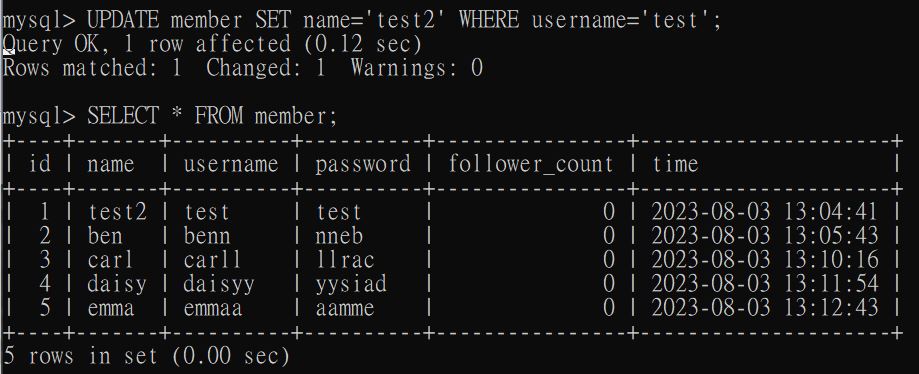 mysql> UPDATE member SET name='test2' WHERE username='test';
Query OK, 1 row affected (0.12 sec)
Rows matched: 1  Changed: 1  Warnings: 0

mysql> SELECT * FROM member;
+----+-------+----------+----------+----------------+---------------------+
| id | name  | username | password | follower_count | time                |
+----+-------+----------+----------+----------------+---------------------+
|  1 | test2 | test     | test     |              0 | 2023-08-03 13:04:41 |
|  2 | ben   | benn     | nneb     |              0 | 2023-08-03 13:05:43 |
|  3 | carl  | carll    | llrac    |              0 | 2023-08-03 13:10:16 |
|  4 | daisy | daisyy   | yysiad   |              0 | 2023-08-03 13:11:54 |
|  5 | emma  | emmaa    | aamme    |              0 | 2023-08-03 13:12:43 |
+----+-------+----------+----------+----------------+---------------------+
5 rows in set (0.00 sec)